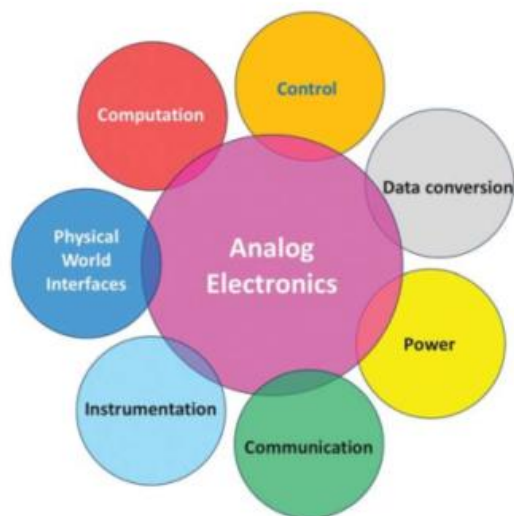 Control
Computation
Data conversion
Physical
World
Interfaces
Analog
Electronics
Power
Instrumentation
Communication